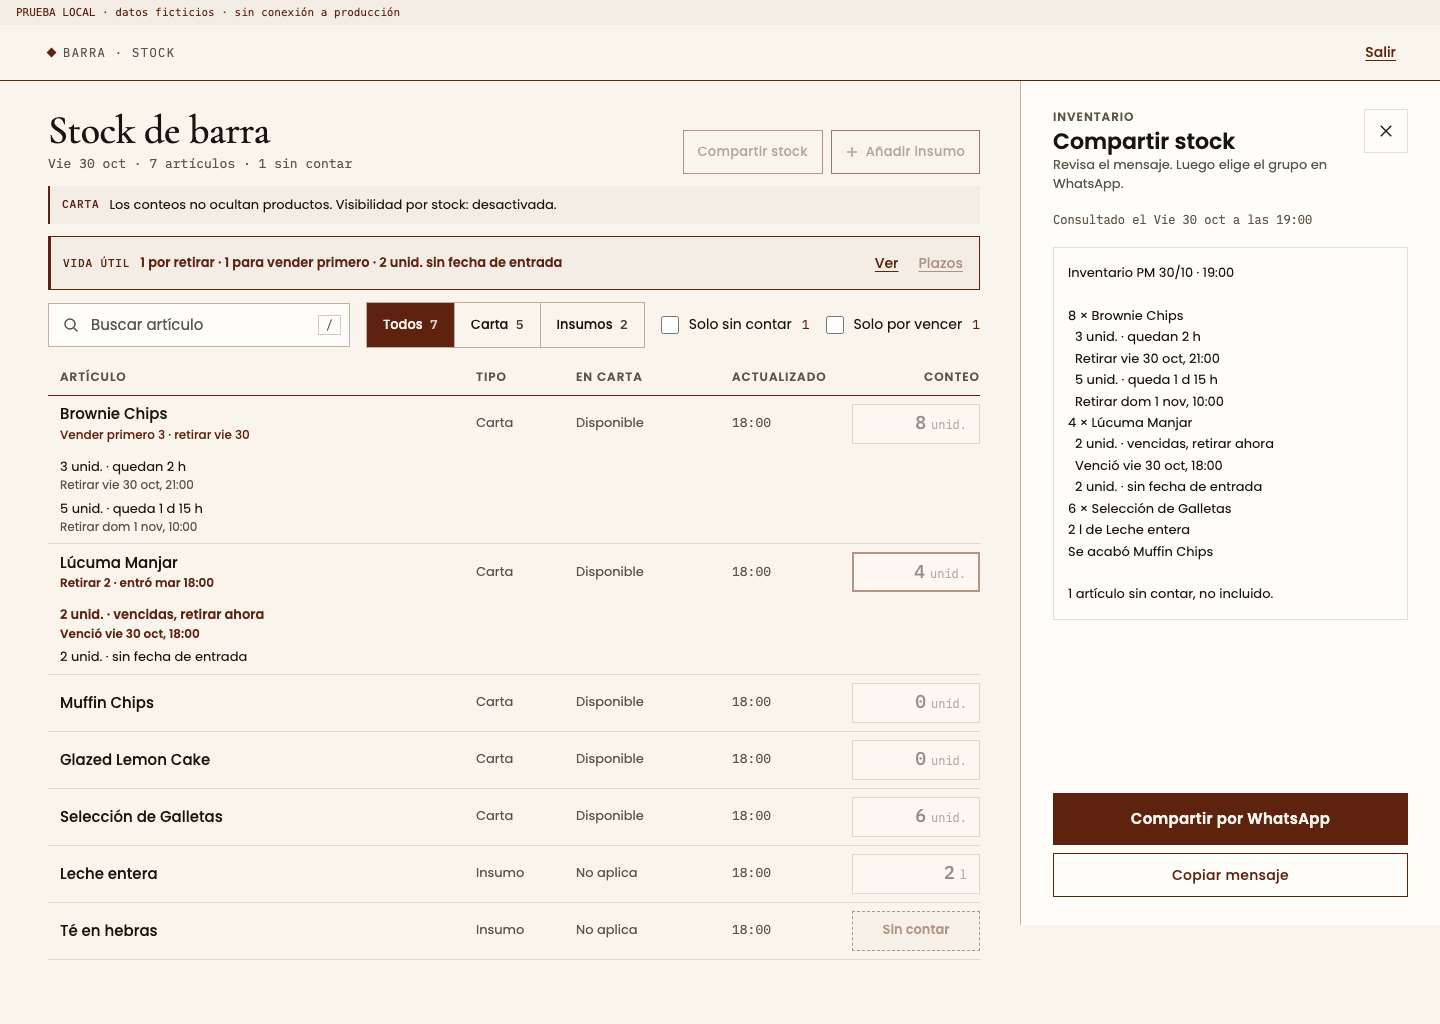 PRUEBA LOCAL · datos ficticios · sin conexión a producción
BARRA · STOCK
Salir
Stock de barra
Vie 30 oct · 7 artículos · 1 sin contar
Compartir stock
+ Añadir insumo
CARTA Los conteos no ocultan productos. Visibilidad por stock: desactivada.
VIDA ÚTIL 1 por retirar · 1 para vender primero · 2 unid. sin fecha de entrada
Ver
Plazos
Buscar artículo /
Todos 7
Carta 5
Insumos 2
Solo sin contar 1
Solo por vencer 1
ARTÍCULO TIPO EN CARTA ACTUALIZADO CONTEO
Brownie Chips Carta Disponible 18:00 8 unid.
Vender primero 3 · retirar vie 30
3 unid. · quedan 2 h
Retirar vie 30 oct, 21:00
5 unid. · queda 1 d 15 h
Retirar dom 1 nov, 10:00
Lúcuma Manjar Carta Disponible 18:00 4 unid.
Retirar 2 · entró mar 18:00
2 unid. · vencidas, retirar ahora
Venció vie 30 oct, 18:00
2 unid. · sin fecha de entrada
Muffin Chips Carta Disponible 18:00 0 unid.
Glazed Lemon Cake Carta Disponible 18:00 0 unid.
Selección de Galletas Carta Disponible 18:00 6 unid.
Leche entera Insumo No aplica 18:00 2 l
Té en hebras Insumo No aplica 18:00 Sin contar
INVENTARIO
Compartir stock
Revisa el mensaje. Luego elige el grupo en
WhatsApp.
Consultado el Vie 30 oct a las 19:00
Inventario PM 30/10 · 19:00
8 × Brownie Chips
3 unid. · quedan 2 h
Retirar vie 30 oct, 21:00
5 unid. · queda 1 d 15 h
Retirar dom 1 nov, 10:00
4 × Lúcuma Manjar
2 unid. · vencidas, retirar ahora
Venció vie 30 oct, 18:00
2 unid. · sin fecha de entrada
6 × Selección de Galletas
2 l de Leche entera
Se acabó Muffin Chips
1 artículo sin contar, no incluido.
Compartir por WhatsApp
Copiar mensaje